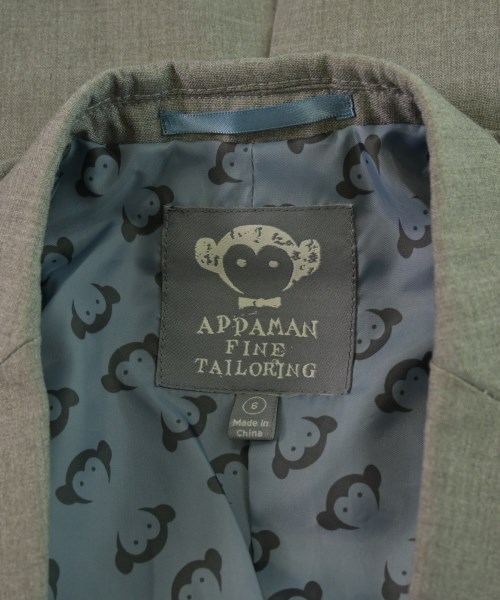 APPAMAN
FINE
TAILORING
6
Made in
China